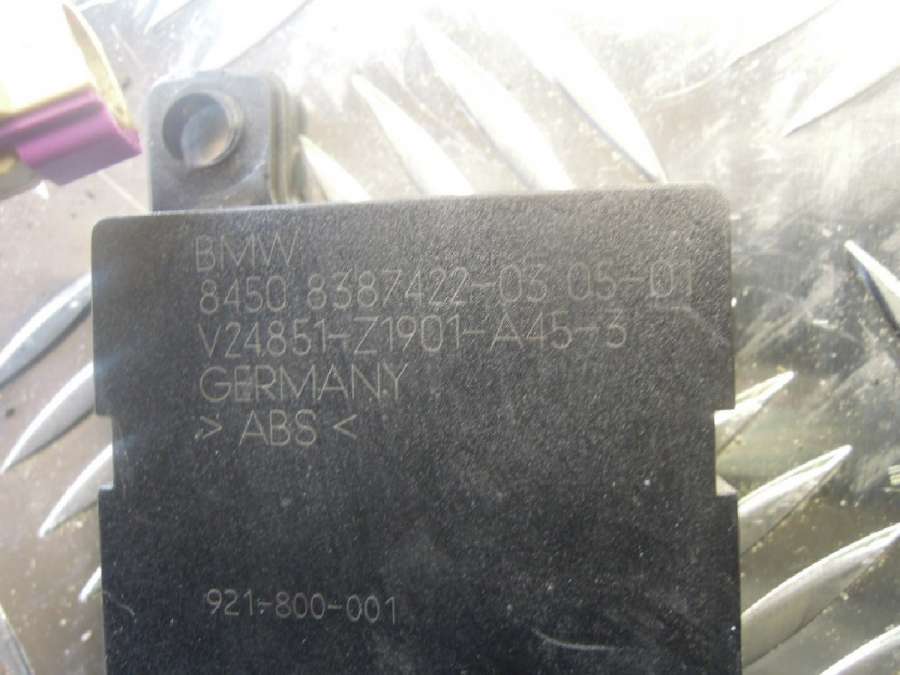 BMW
8450 8387422-03 05-01
V24851-Z1901-A45-3
GERMANY
> ABS <
921-800-001